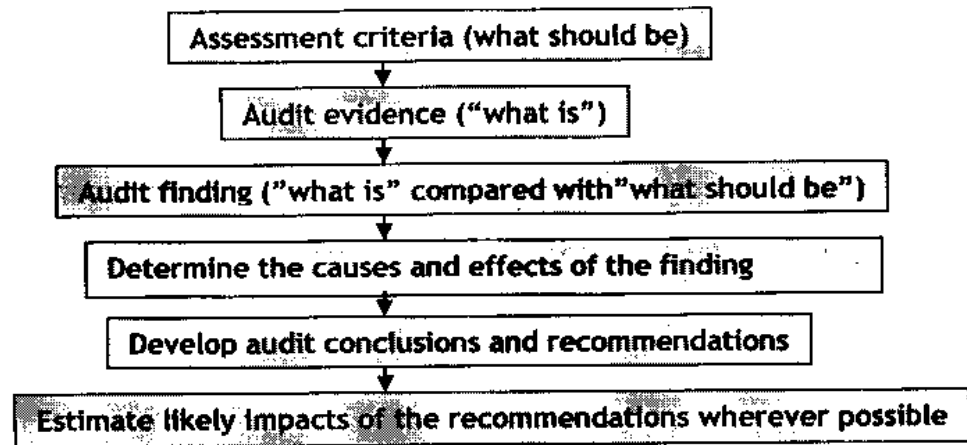 Assessment criteria (what should be)
Audit evidence (“what is”)
Audit finding (”what is” compared with”what should be”)
Determine the causes and effects of the finding
Develop audit conclusions and recommendations
Estimate likely impacts of the recommendations wherever possible